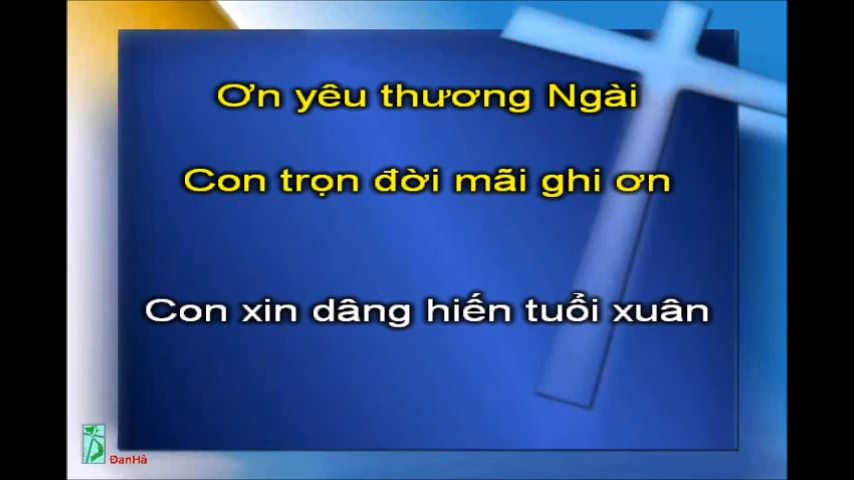 Ơn yêu thương Ngài
Con trọn đời mãi ghi ơn
Con xin dâng hiến tuổi xuân
ĐanHà